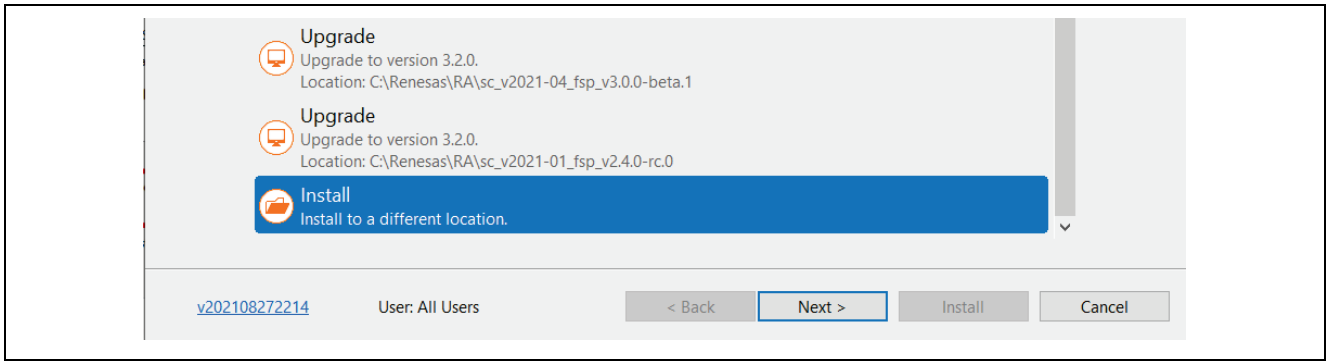 Upgrade
Upgrade to version 3.2.0.
Location: C:\Renesas\RA\sc_v2021-04_fsp_v3.0.0-beta.1
Upgrade
Upgrade to version 3.2.0.
Location: C:\Renesas\RA\sc_v2021-01_fsp_v2.4.0-rc.0
Install
Install to a different location.
v202108272214 User: All Users < Back Next > Install Cancel